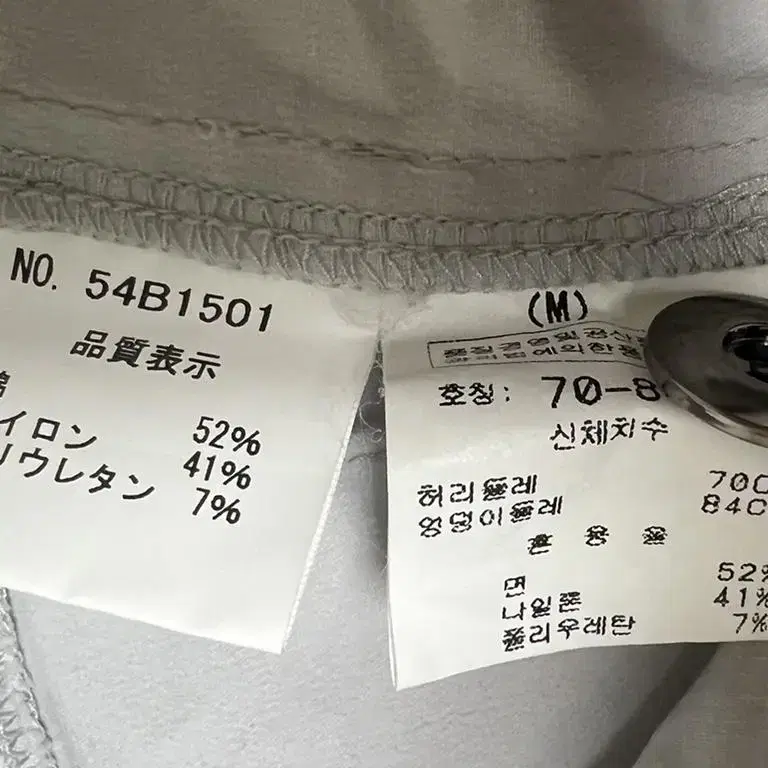 NO. 54B1501
品質表示
綿
イロン 52%
リウレタン 41%
7%
(M)
호칭: 70-8
신체치수
허리둘레 70C
엉덩이둘레 84C
혼 용 율
면 52%
나일론 41%
폴리우레탄 7%